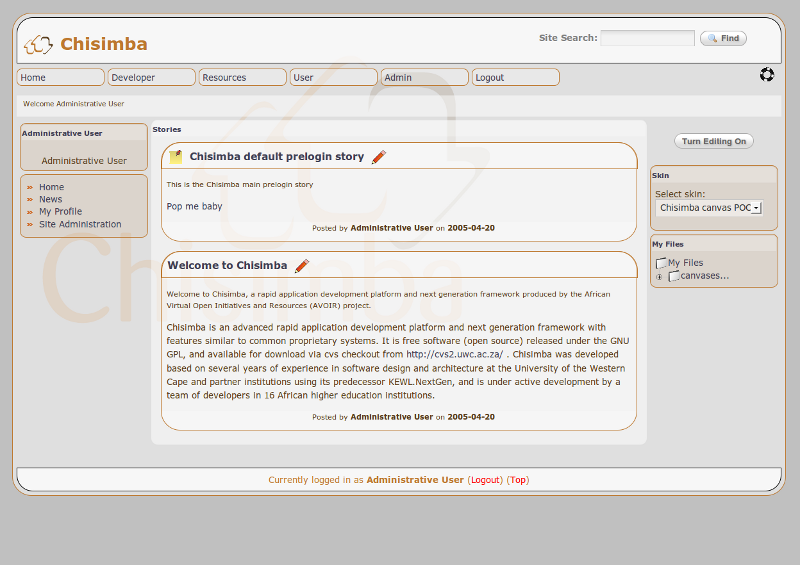 Chisimba
Site Search:
Find
Home
Developer
Resources
User
Admin
Logout
Welcome Administrative User
Administrative User
Administrative User
Home
News
My Profile
Site Administration
Stories
Chisimba default prelogin story
This is the Chisimba main prelogin story
Pop me baby
Posted by Administrative User on 2005-04-20
Welcome to Chisimba
Welcome to Chisimba, a rapid application development platform and next generation framework produced by the African
Virtual Open Initiatives and Resources (AVOIR) project.
Chisimba is an advanced rapid application development platform and next generation framework with
features similar to common proprietary systems. It is free software (open source) released under the GNU
GPL, and available for download via cvs checkout from http://cvs2.uwc.ac.za/ . Chisimba was developed
based on several years of experience in software design and architecture at the University of the Western
Cape and partner institutions using its predecessor KEWL.NextGen, and is under active development by a
team of developers in 16 African higher education institutions.
Posted by Administrative User on 2005-04-20
Turn Editing On
Skin
Select skin:
Chisimba canvas POC
My Files
My Files
canvases...
Chisimba
Currently logged in as Administrative User (Logout) (Top)